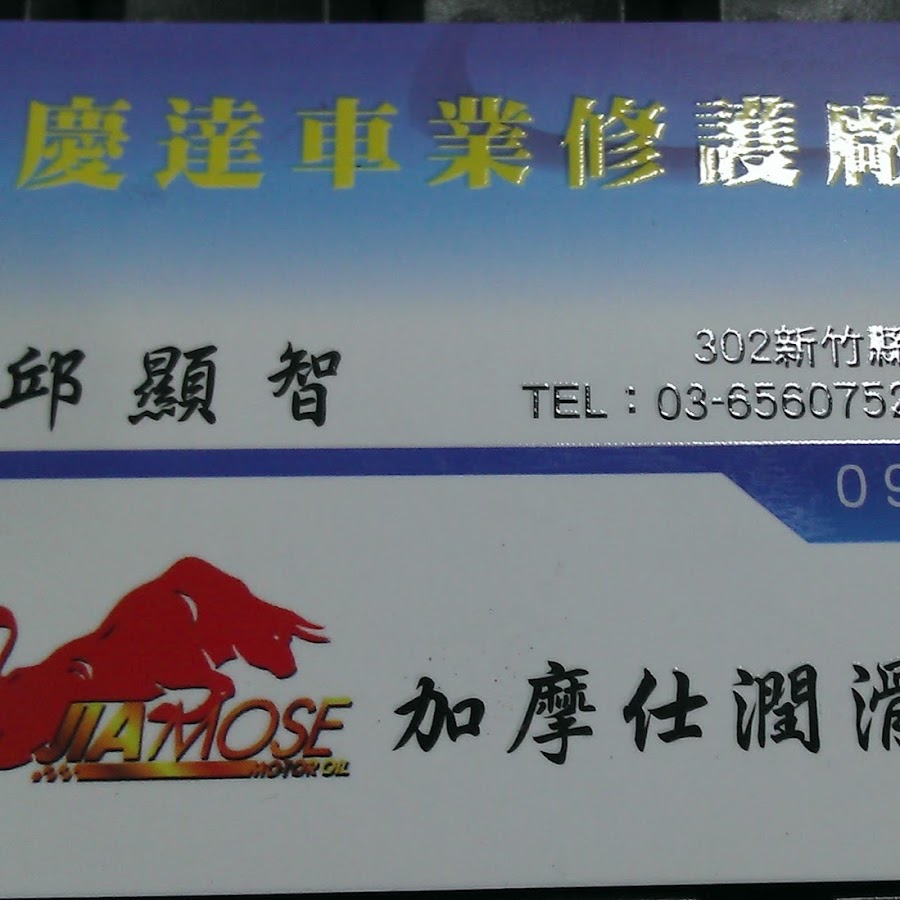 慶達車業修護廠
邱顯智
302新竹縣
TEL：03-6560752
09
JIAMOSE
MOTOR OIL
加摩仕潤滑